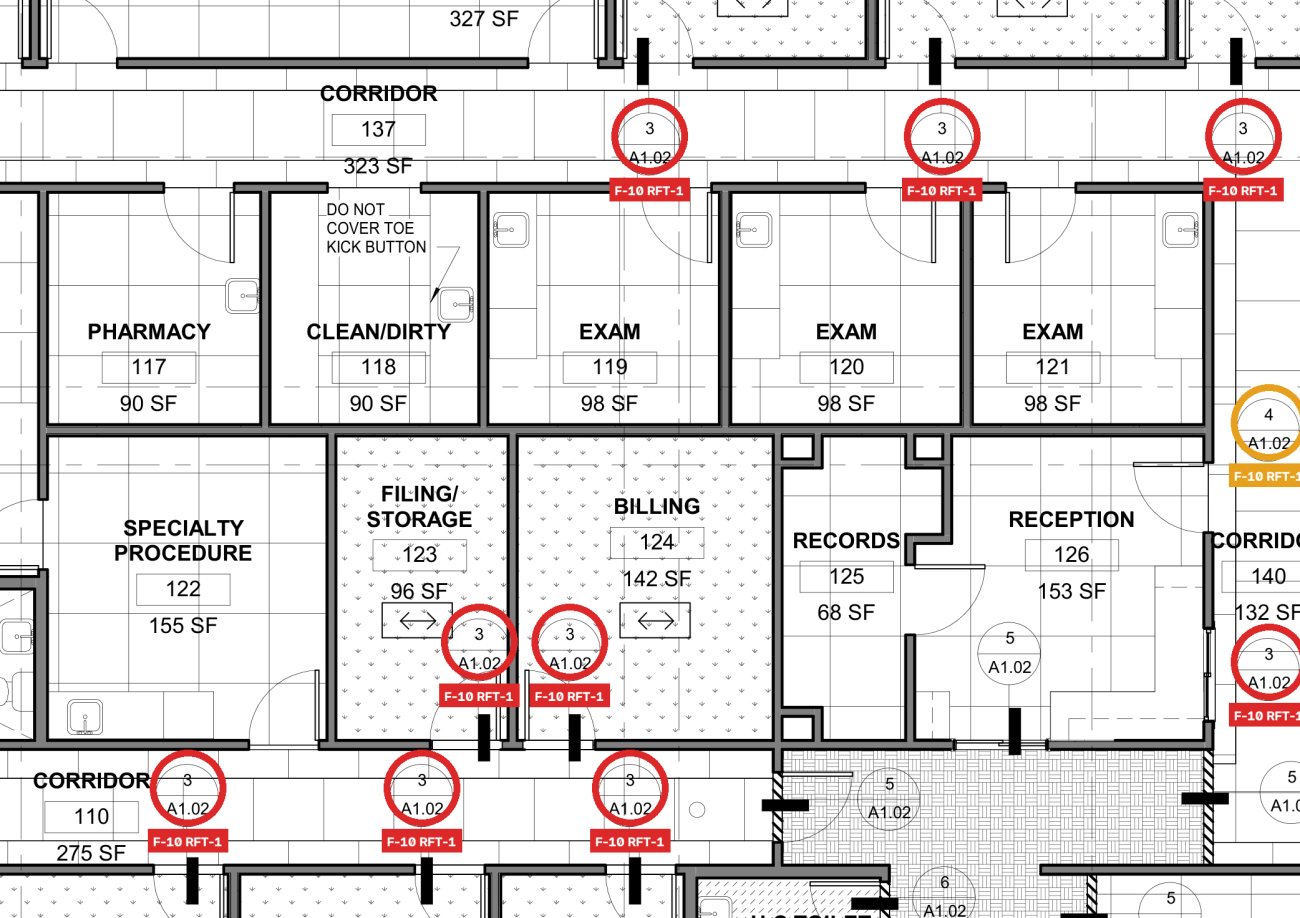 327 SF
CORRIDOR
137
323 SF
3
A1.02
F-10 RFT-1
3
A1.02
F-10 RFT-1
3
A1.02
F-10 RFT-1
DO NOT
COVER TOE
KICK BUTTON
PHARMACY
117
90 SF
CLEAN/DIRTY
118
90 SF
EXAM
119
98 SF
EXAM
120
98 SF
EXAM
121
98 SF
4
A1.02
F-10 RFT-1
SPECIALTY
PROCEDURE
122
155 SF
FILING/
STORAGE
123
96 SF
3
A1.02
F-10 RFT-1
BILLING
124
142 SF
3
A1.02
F-10 RFT-1
RECORDS
125
68 SF
RECEPTION
126
153 SF
5
A1.02
CORRIDO
140
132 SF
3
A1.02
F-10 RFT-1
CORRIDOR
110
275 SF
3
A1.02
F-10 RFT-1
3
A1.02
F-10 RFT-1
3
A1.02
F-10 RFT-1
5
A1.02
5
A1.0
6
A1.02
5